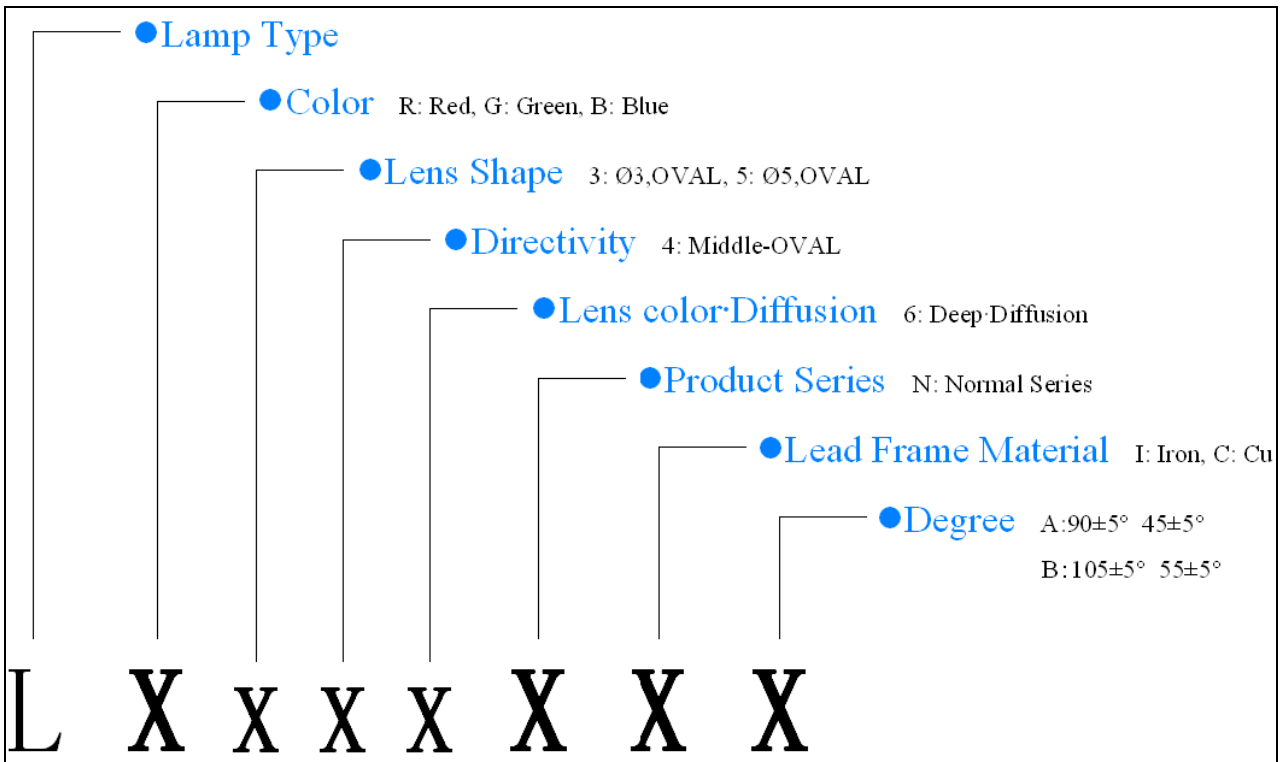 ●Lamp Type
●Color R: Red, G: Green, B: Blue
●Lens Shape 3: Ø3,OVAL, 5: Ø5,OVAL
●Directivity 4: Middle-OVAL
●Lens color·Diffusion 6: Deep·Diffusion
●Product Series N: Normal Series
●Lead Frame Material I: Iron, C: Cu
●Degree A:90±5° 45±5°
B:105±5° 55±5°
L X X X X X X X